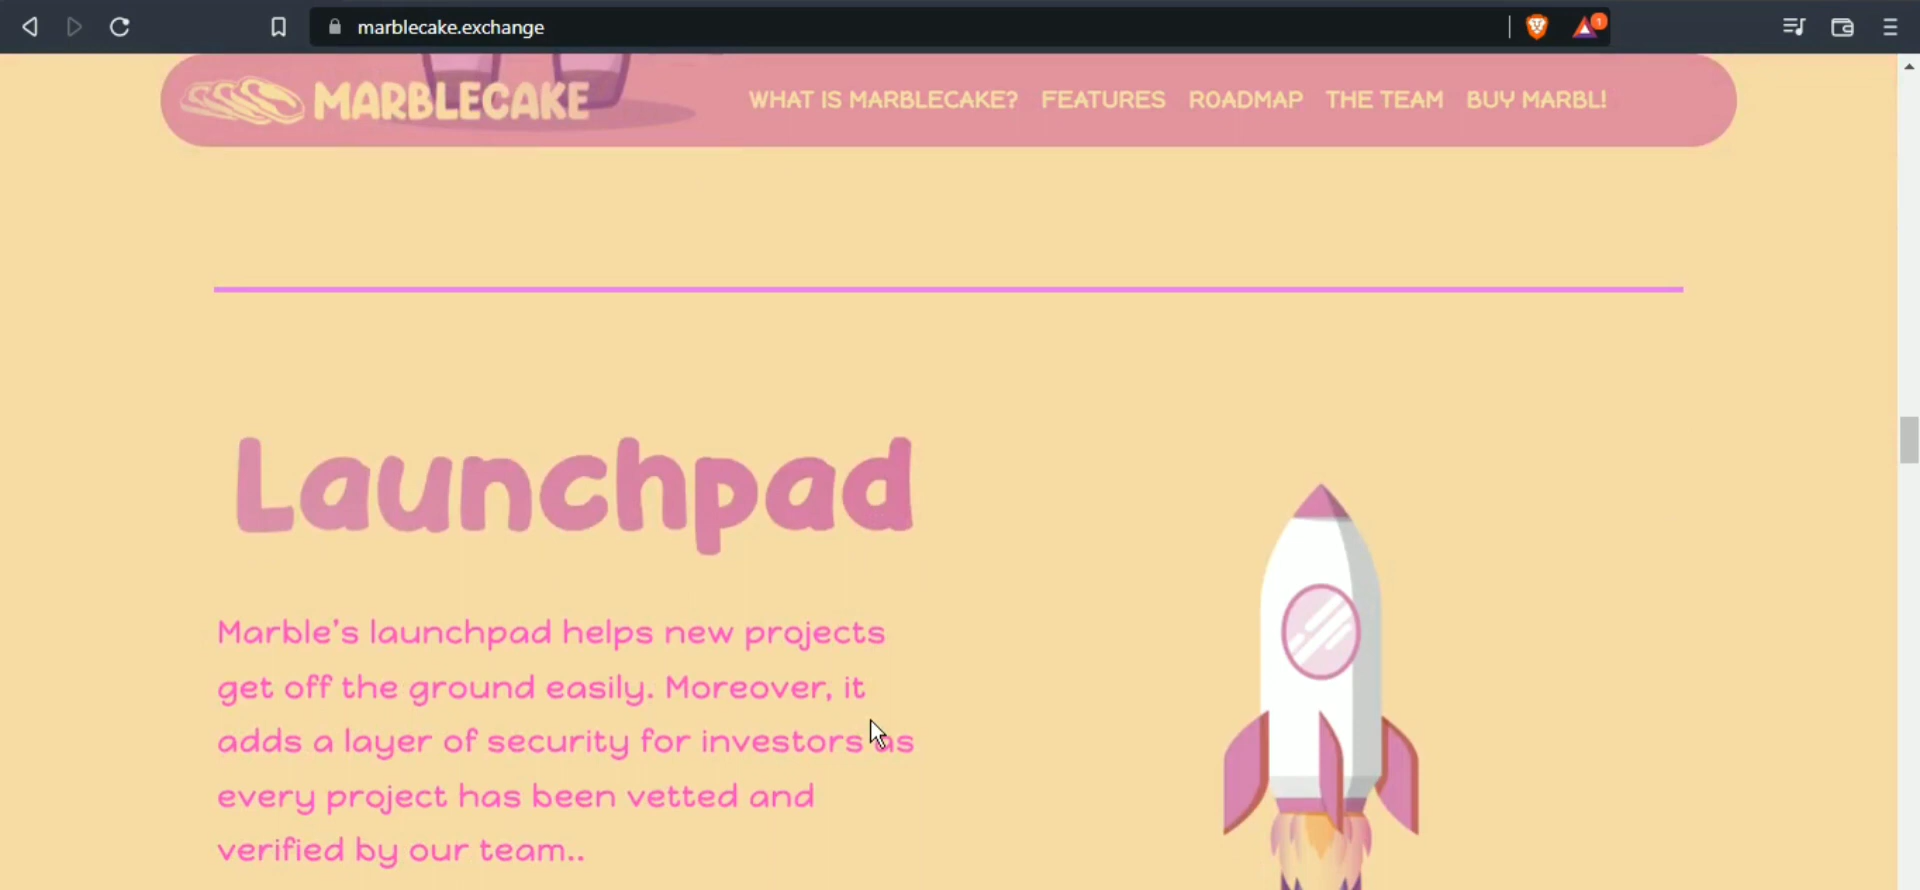 marblecake.exchange
1
MARBLECAKE
WHAT IS MARBLECAKE? FEATURES ROADMAP THE TEAM BUY MARBL!
Launchpad
Marble's launchpad helps new projects
get off the ground easily. Moreover, it
adds a layer of security for investors as
every project has been vetted and
verified by our team..